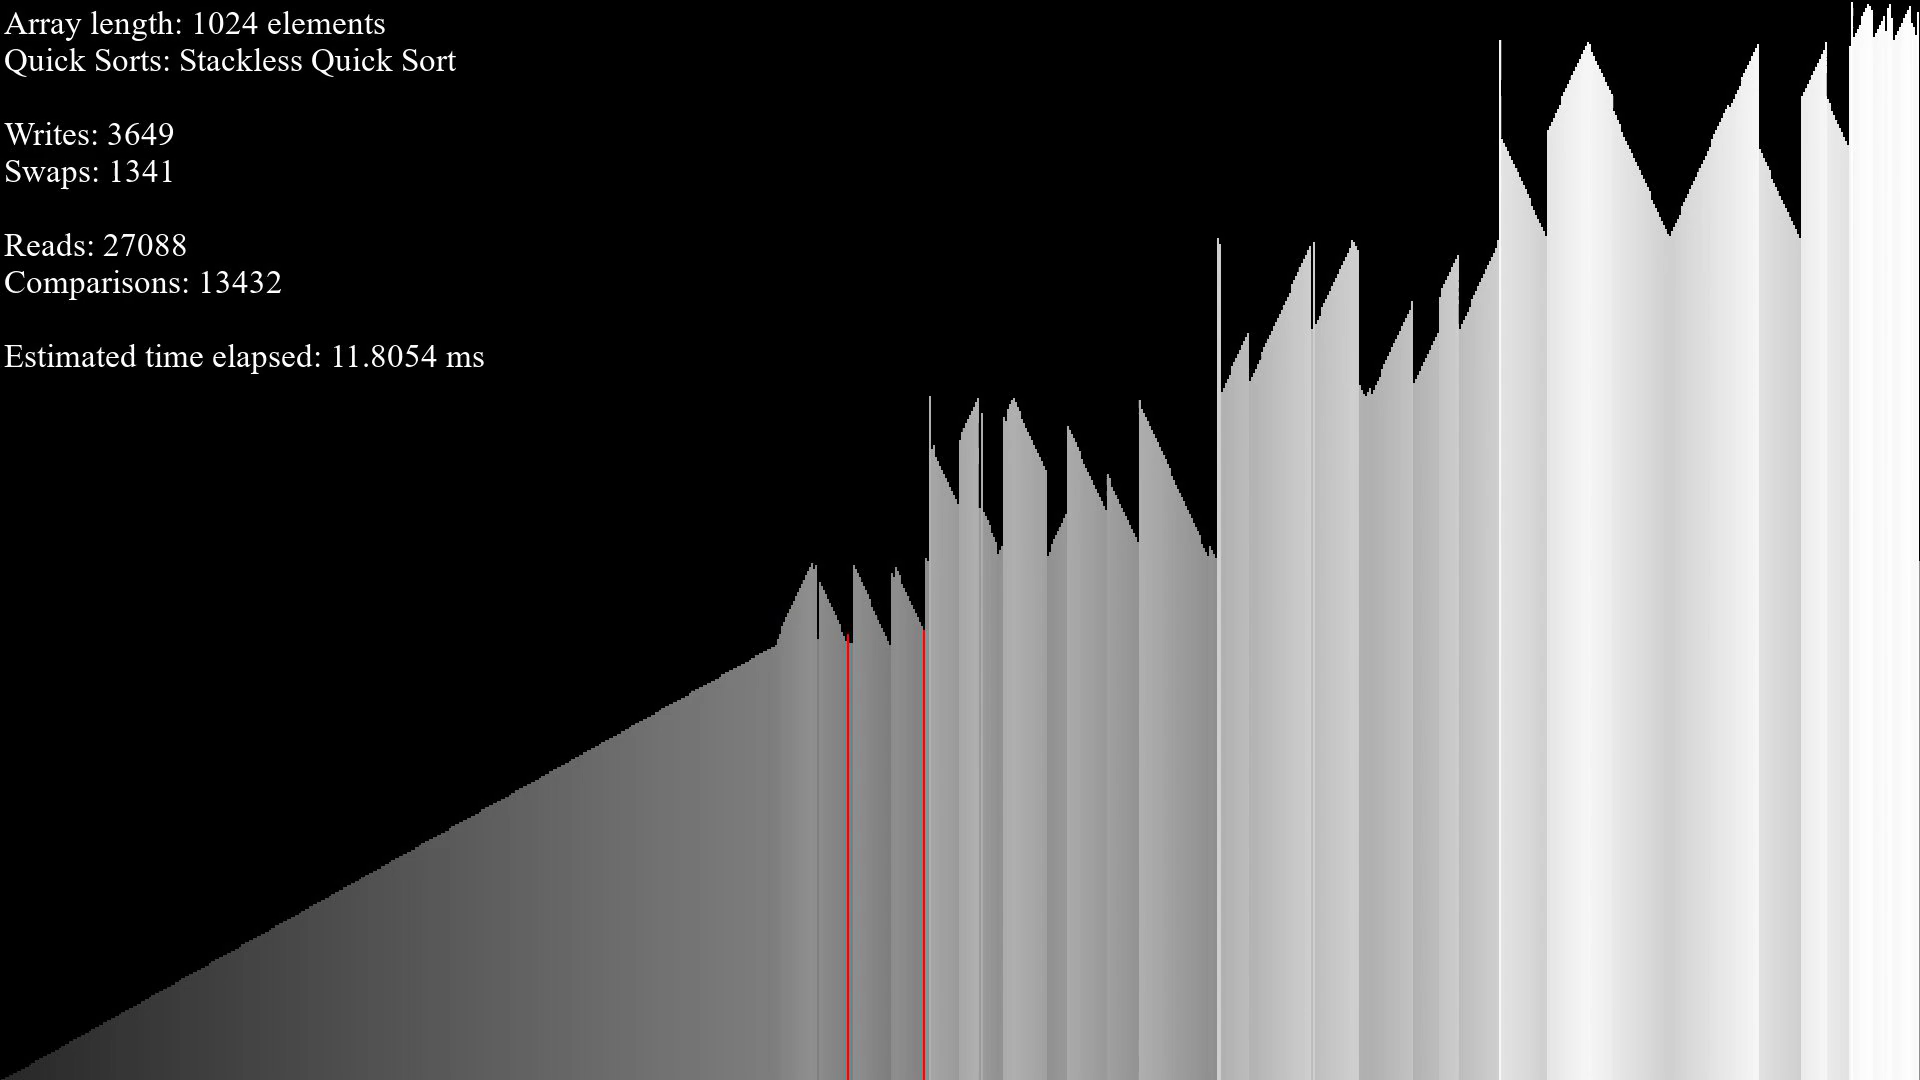 Array length: 1024 elements
Quick Sorts: Stackless Quick Sort
Writes: 3649
Swaps: 1341
Reads: 27088
Comparisons: 13432
Estimated time elapsed: 11.8054 ms